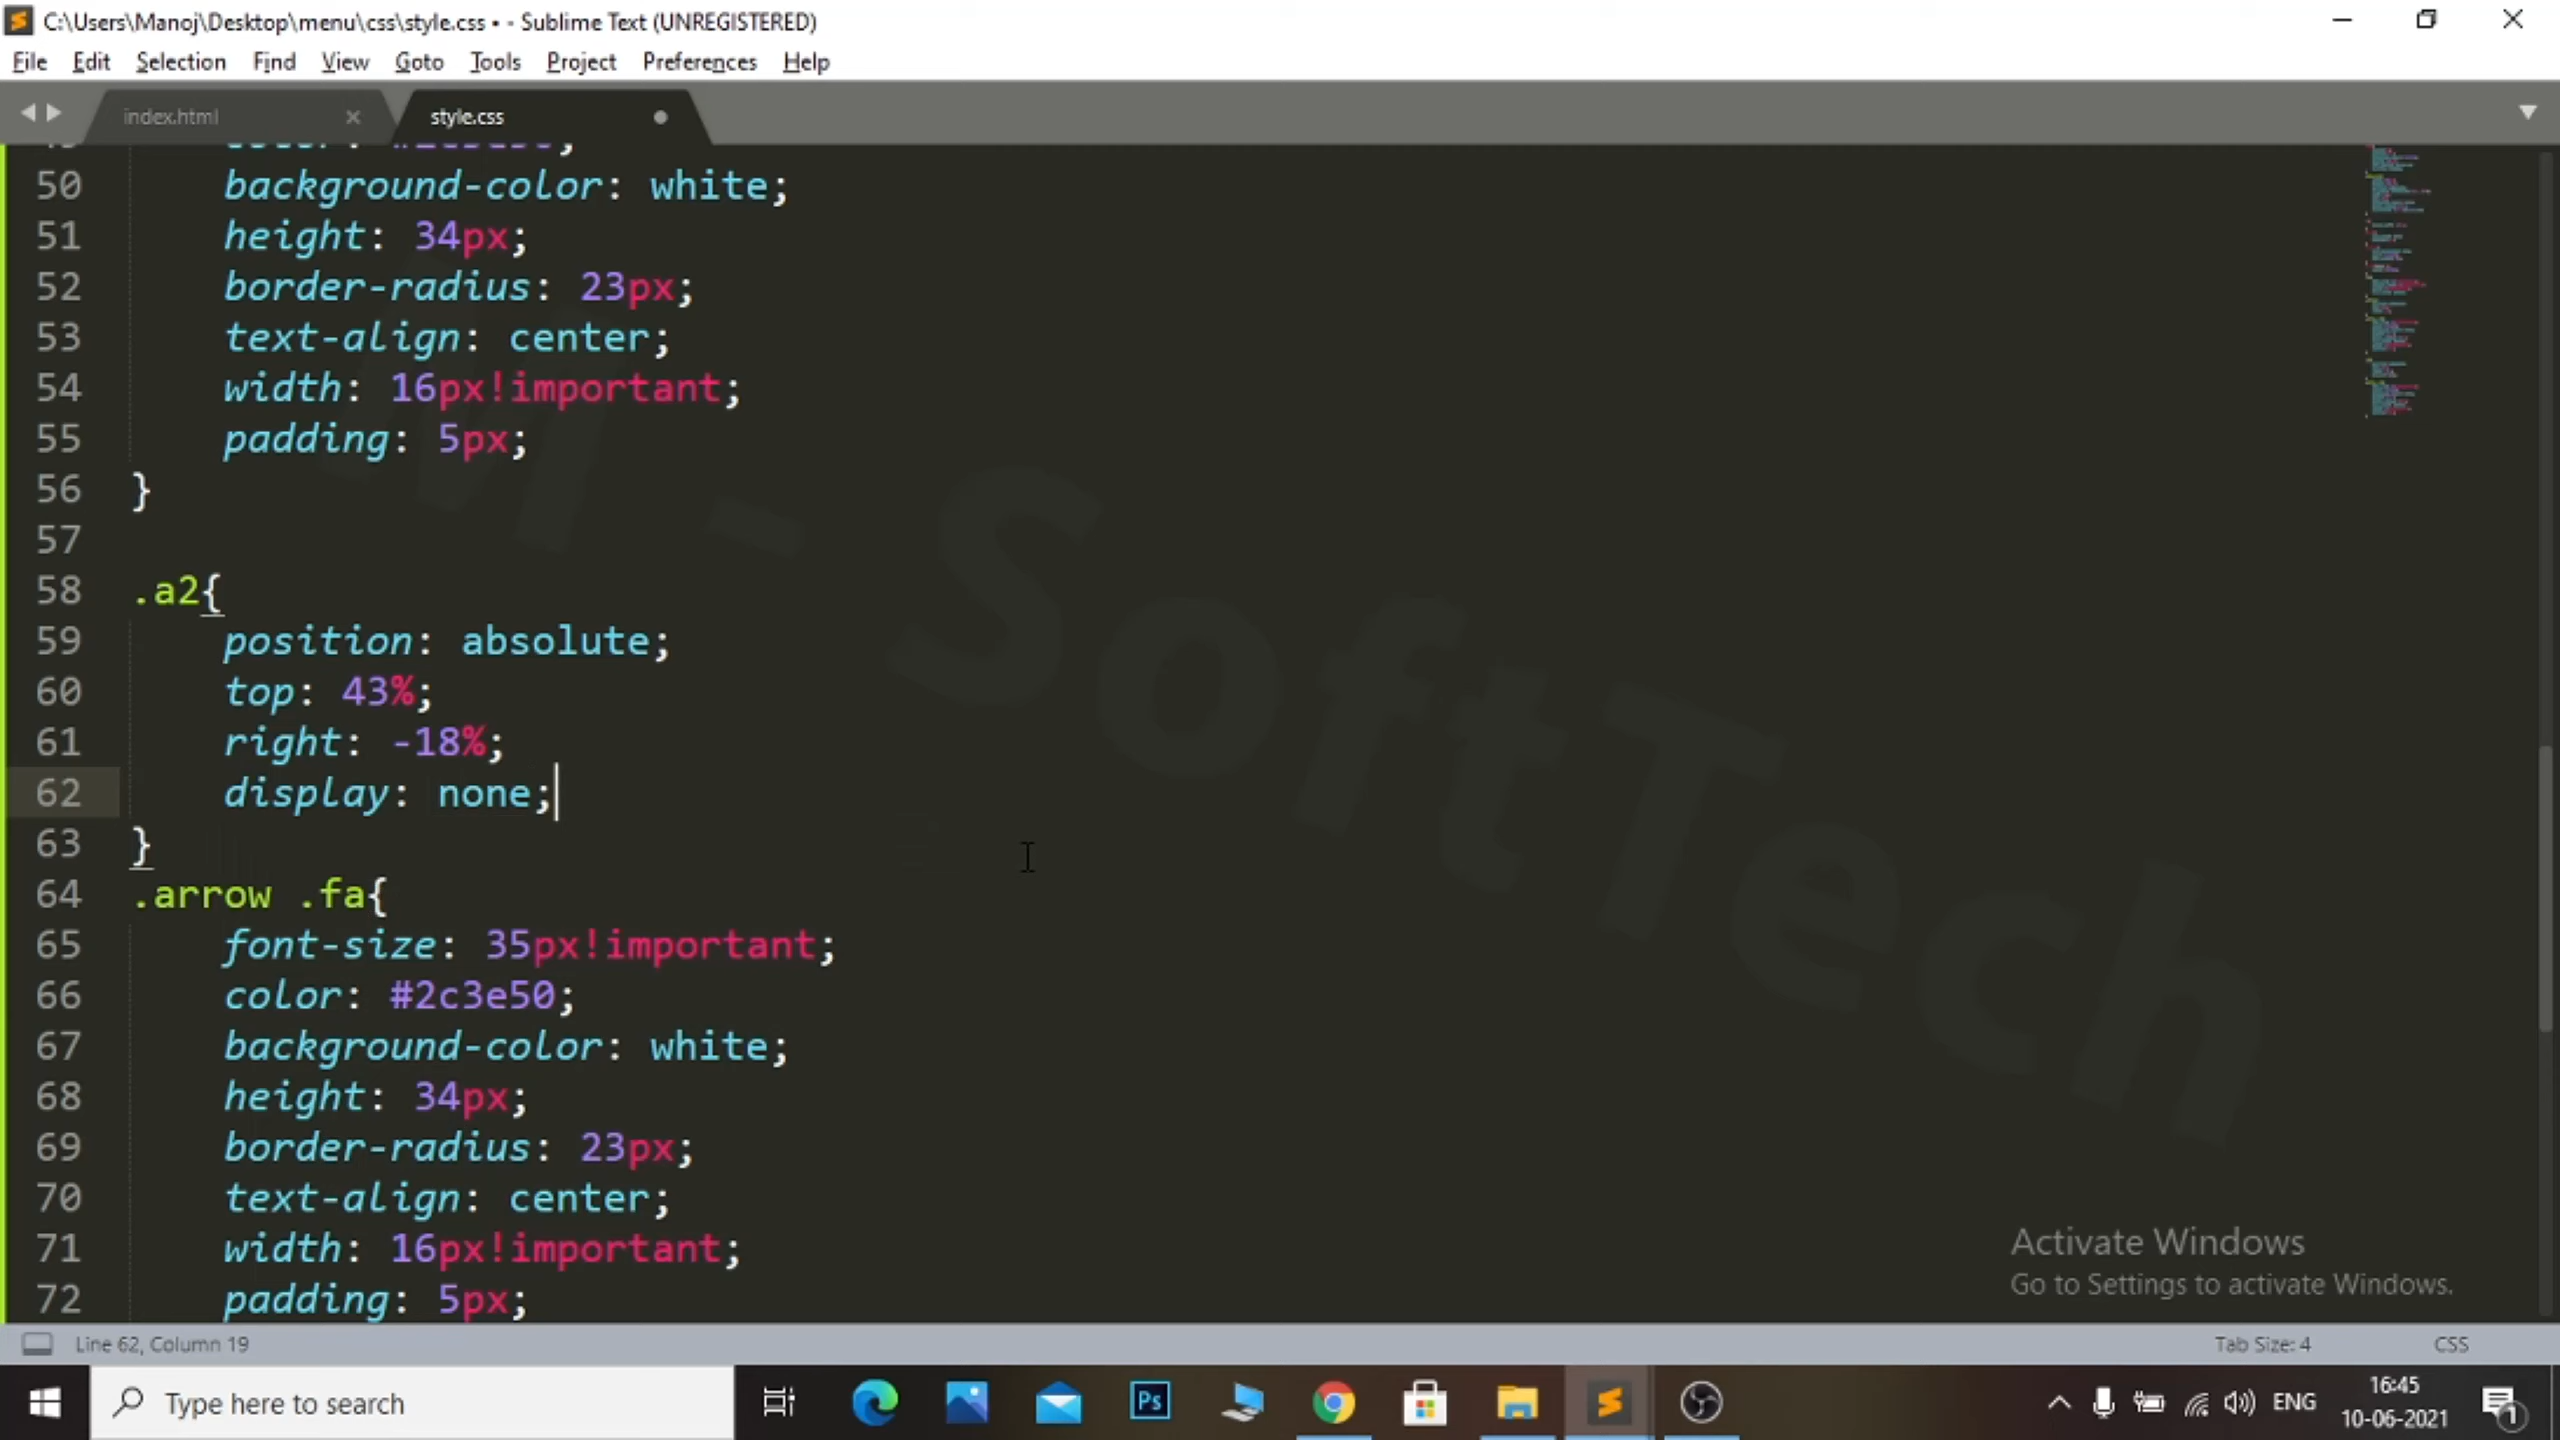 C:\Users\Manoj\Desktop\menu\css\style.css • - Sublime Text (UNREGISTERED)
File Edit Selection Find View Goto Tools Project Preferences Help
index.html style.css
50 background-color: white;
51 height: 34px;
52 border-radius: 23px;
53 text-align: center;
54 width: 16px!important;
55 padding: 5px;
56 }
57
58 .a2{
59 position: absolute;
60 top: 43%;
61 right: -18%;
62 display: none;
63 }
64 .arrow .fa{
65 font-size: 35px!important;
66 color: #2c3e50;
67 background-color: white;
68 height: 34px;
69 border-radius: 23px;
70 text-align: center;
71 width: 16px!important;
72 padding: 5px;
M - SoftTech
Activate Windows
Go to Settings to activate Windows.
Line 62, Column 19 Tab Size: 4 CSS
Type here to search Ps ENG 16:45
10-06-2021 1